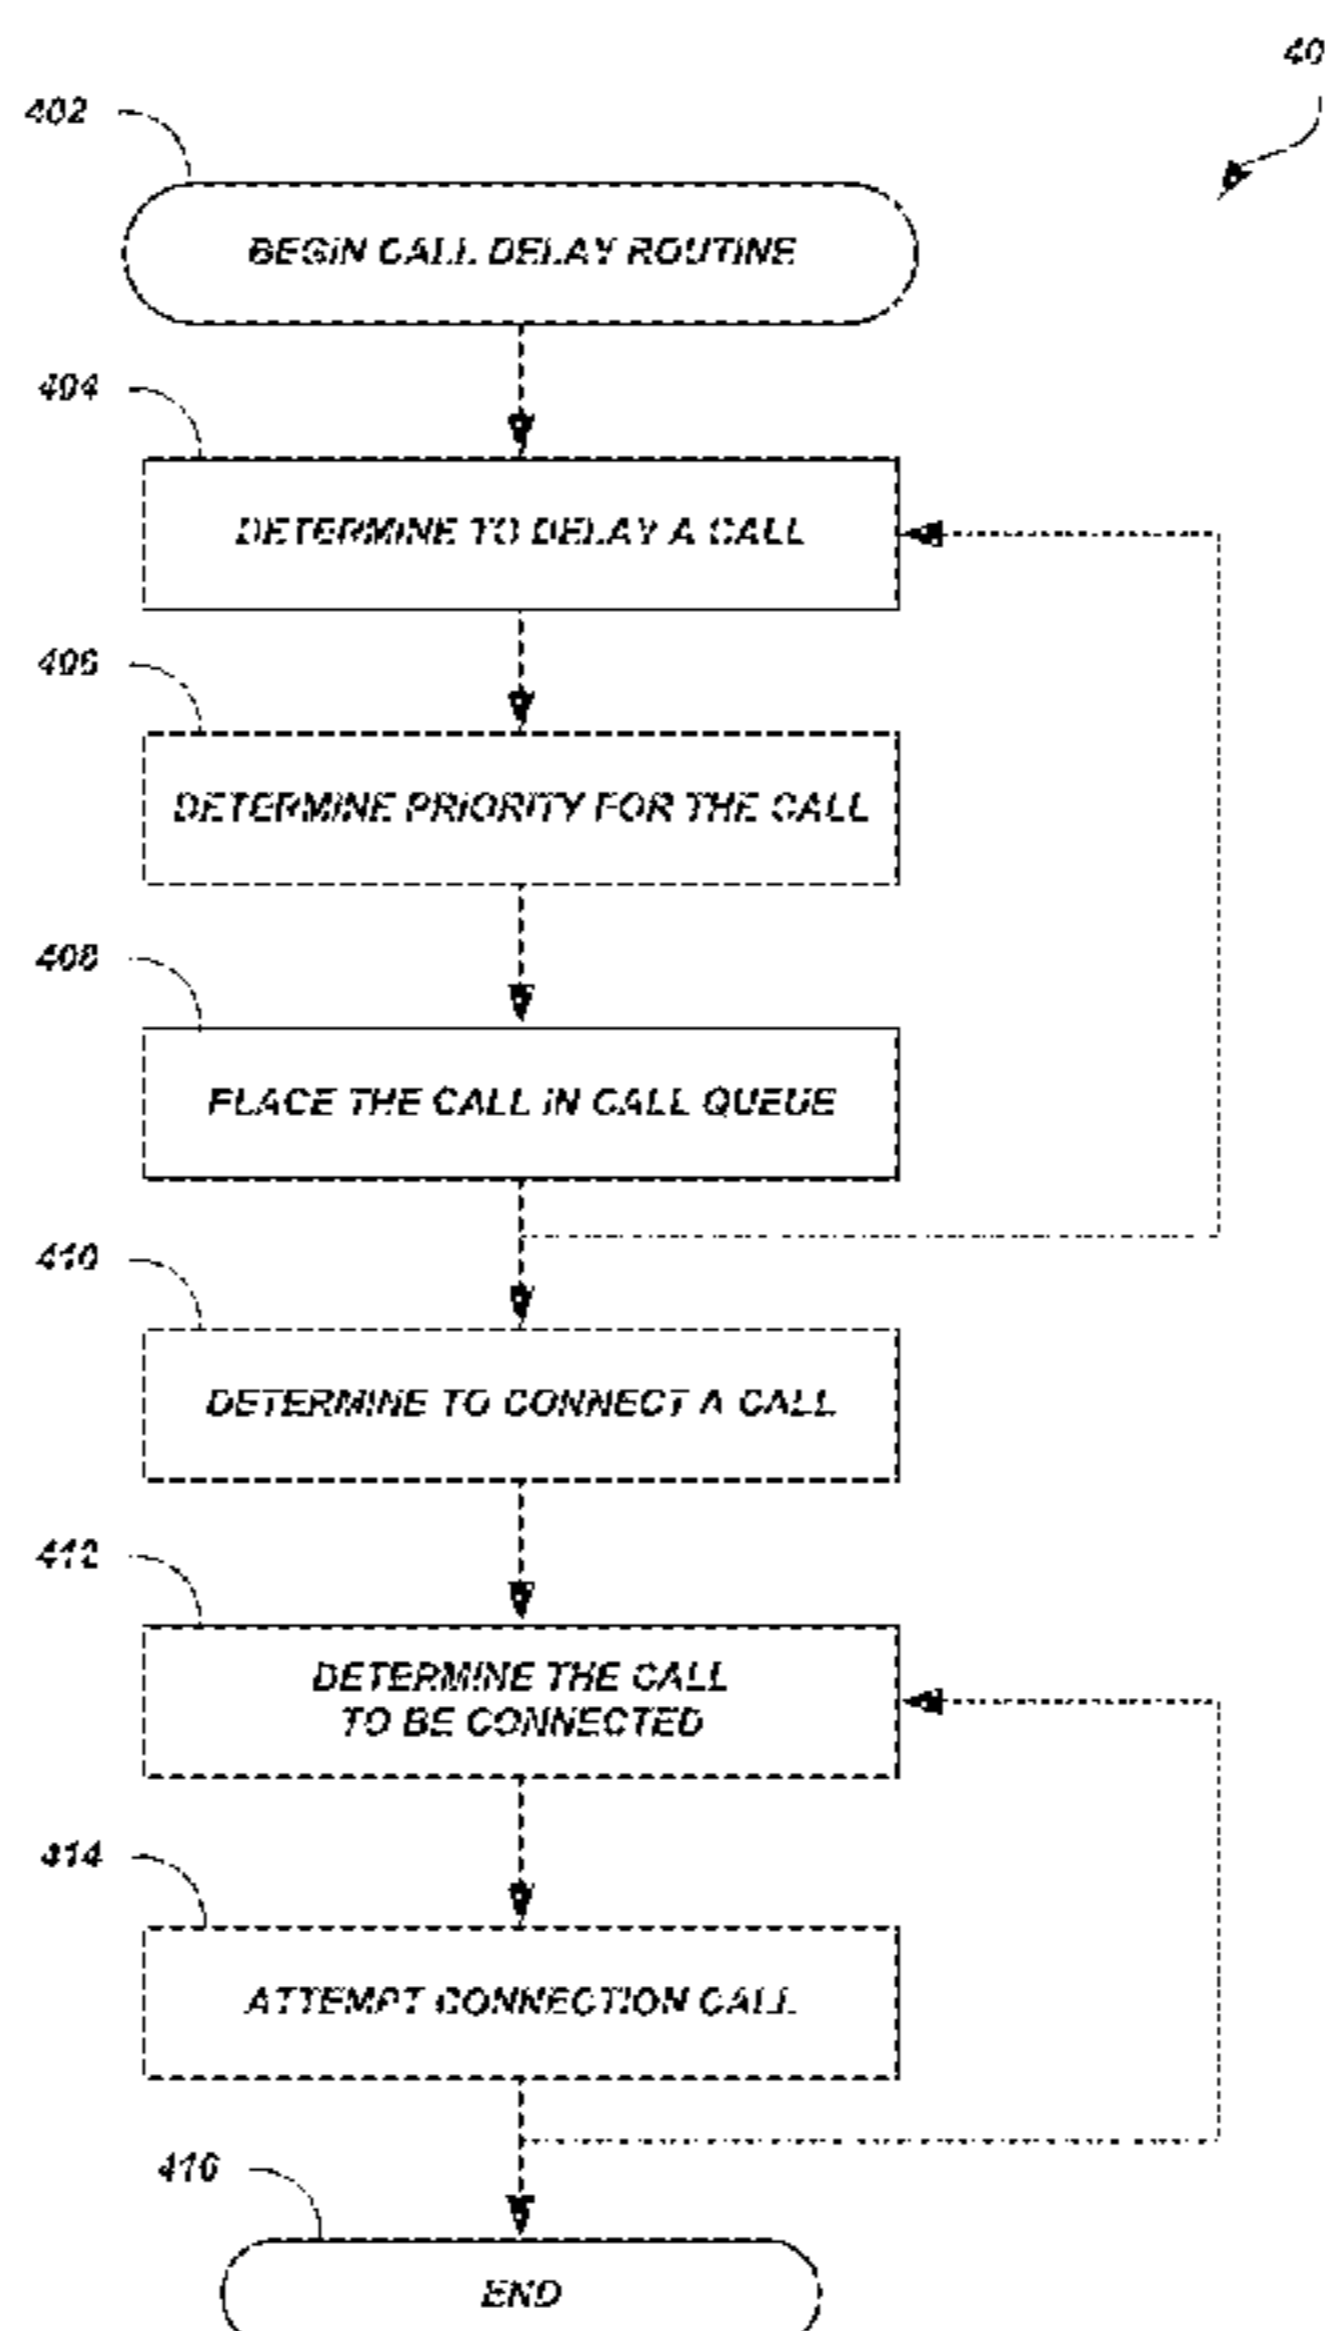 40
402
BEGIN CALL DELAY ROUTINE
404
DETERMINE TO DELAY A CALL
406
DETERMINE PRIORITY FOR THE CALL
408
PLACE THE CALL IN CALL QUEUE
410
DETERMINE TO CONNECT A CALL
412
DETERMINE THE CALL
TO BE CONNECTED
414
ATTEMPT CONNECTION CALL
416
END